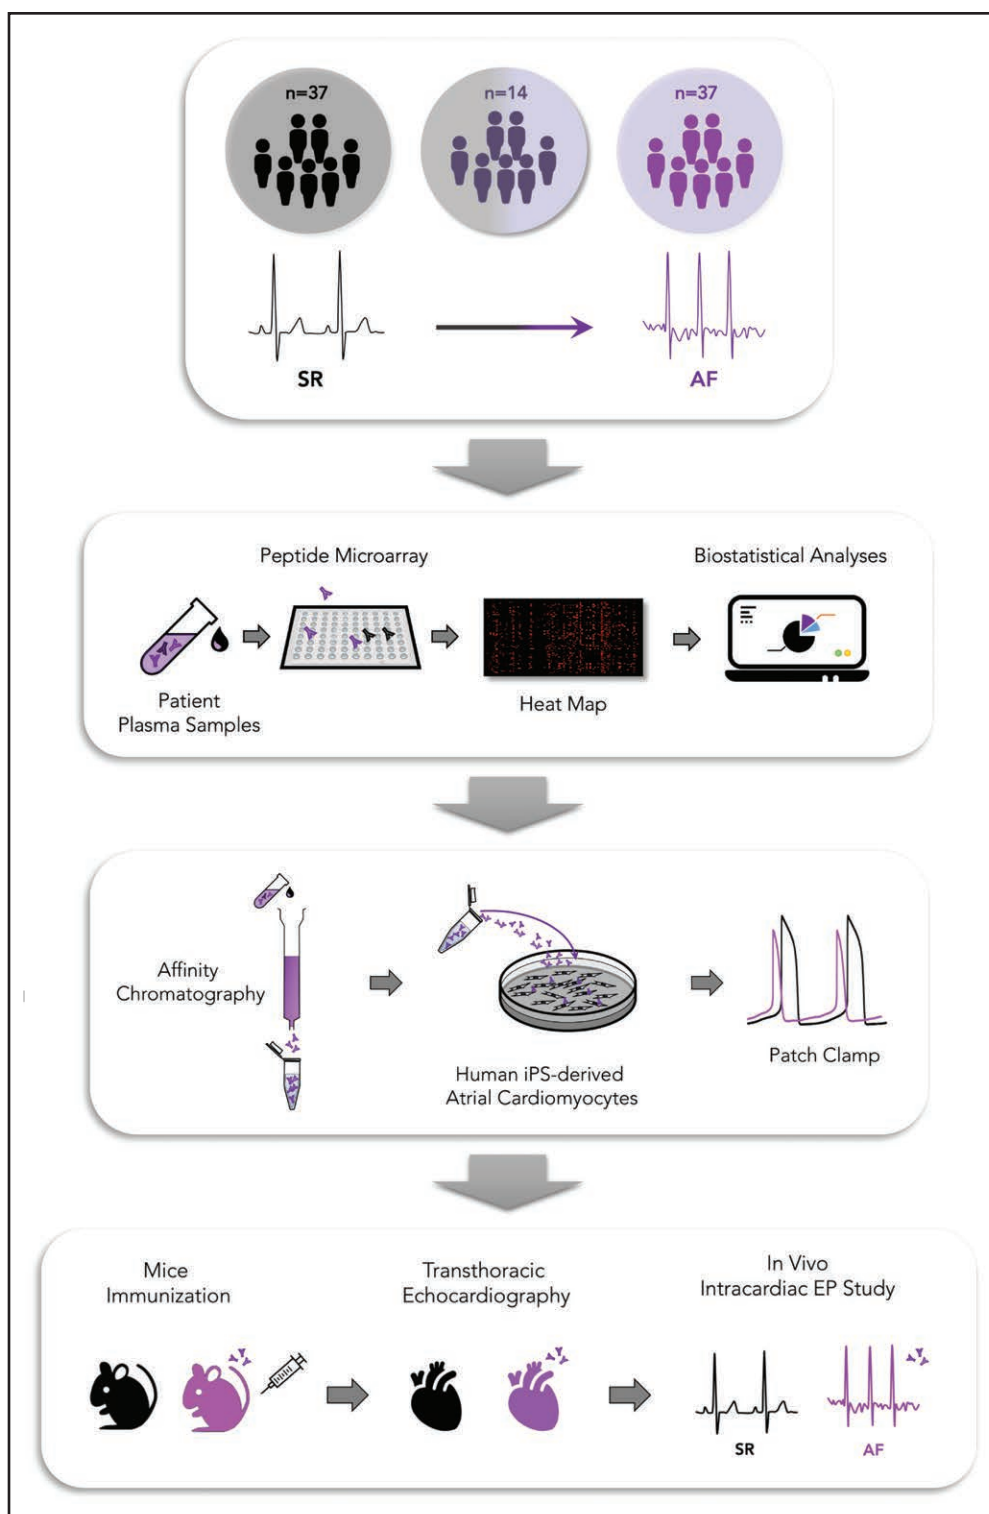 n=37
n=14
n=37
SR
AF
Peptide Microarray
Biostatistical Analyses
Patient
Plasma Samples
Heat Map
Affinity
Chromatography
Human iPS-derived
Atrial Cardiomyocytes
Patch Clamp
Mice
Immunization
Transthoracic
Echocardiography
In Vivo
Intracardiac EP Study
SR
AF